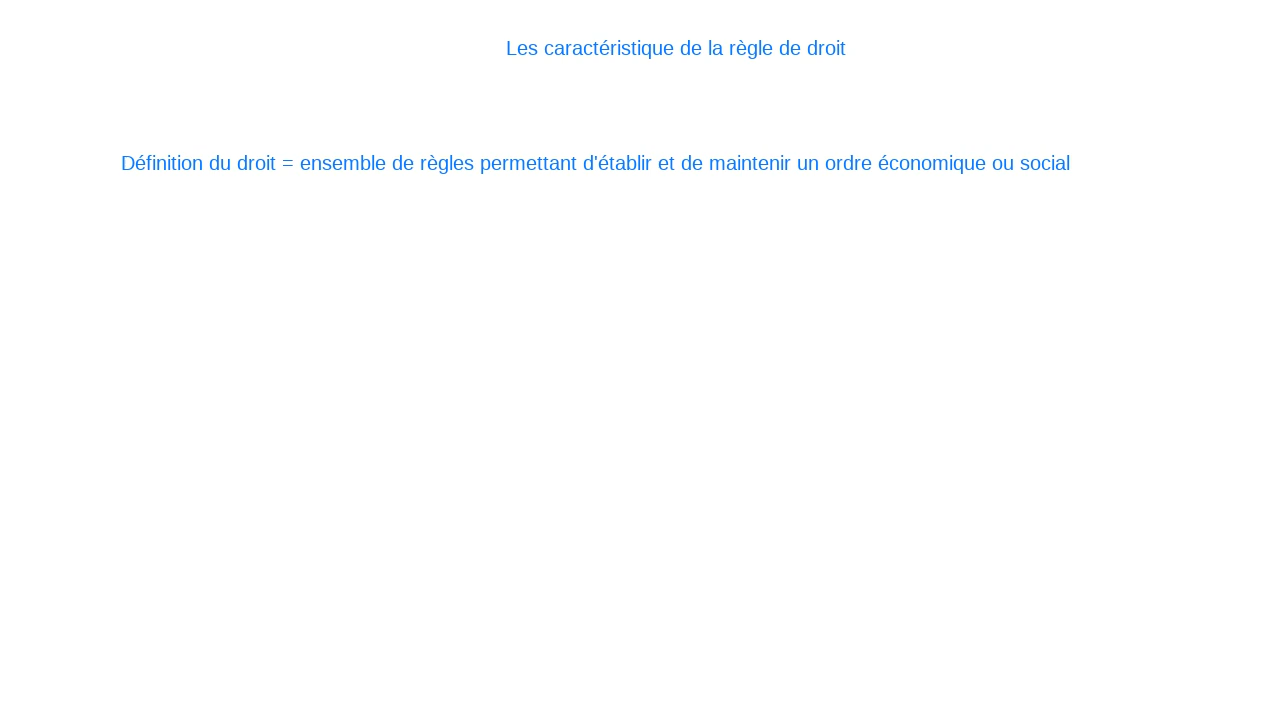 Les caractéristique de la règle de droit
Définition du droit = ensemble de règles permettant d'établir et de maintenir un ordre économique ou social